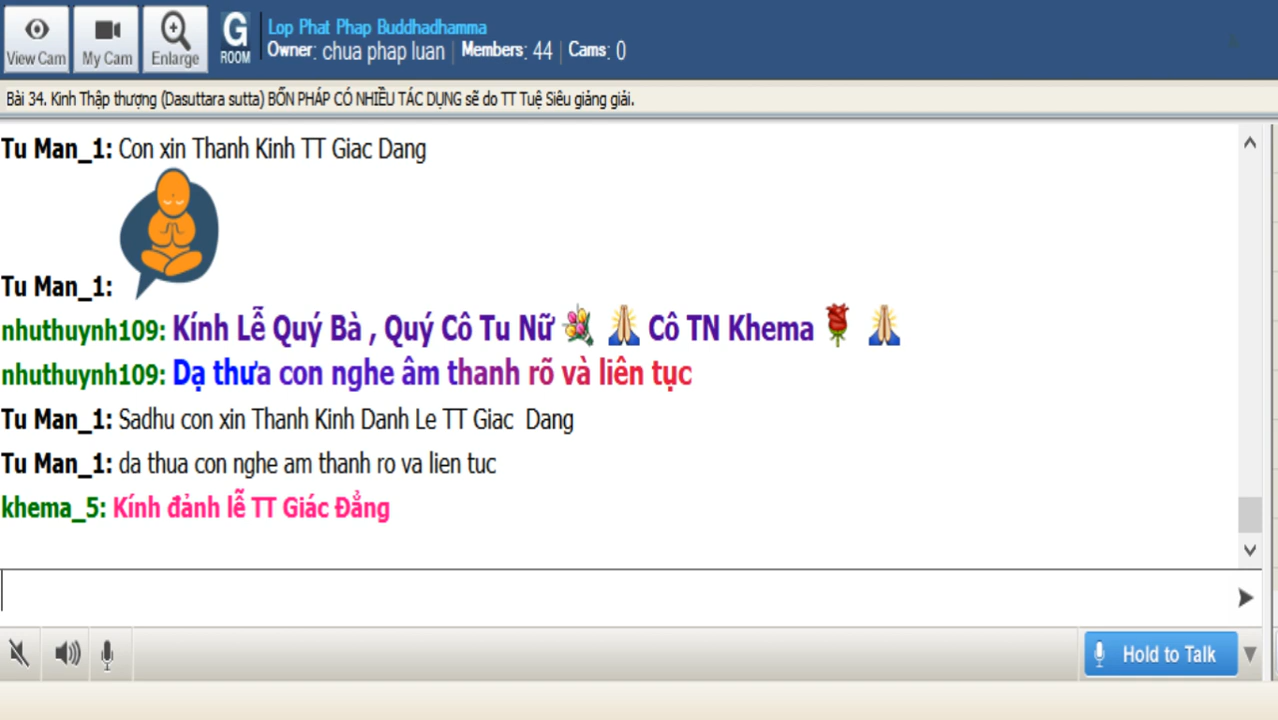 Lop Phat Phap Buddhadhamma
View Cam My Cam Enlarge G ROOM Owner: chua phap luan | Members: 44 | Cams: 0
Bài 34. Kinh Thập thượng (Dasuttara sutta) BỐN PHÁP CÓ NHIỀU TÁC DỤNG sẽ do TT Tuệ Siêu giảng giải.
Tu Man_1: Con xin Thanh Kinh TT Giac Dang
Tu Man_1:
nhuthuynh109: Kính Lễ Quý Bà , Quý Cô Tu Nữ 💐 🙏 Cô TN Khema 🌹 🙏
nhuthuynh109: Dạ thưa con nghe âm thanh rõ và liên tục
Tu Man_1: Sadhu con xin Thanh Kinh Danh Le TT Giac Dang
Tu Man_1: da thua con nghe am thanh ro va lien tuc
khema_5: Kính đảnh lễ TT Giác Đẳng
Hold to Talk